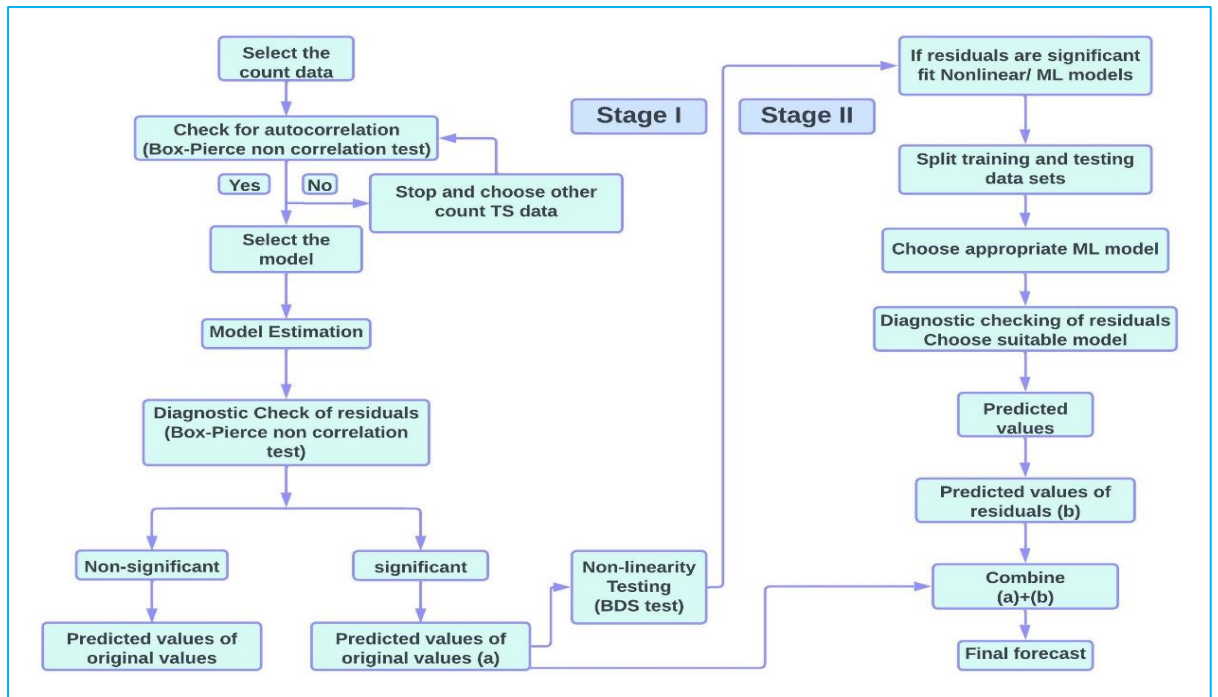 Select the
count data
Check for autocorrelation
(Box-Pierce non correlation test)
Yes
No
Stop and choose other
count TS data
Select the
model
Model Estimation
Diagnostic Check of residuals
(Box-Pierce non correlation
test)
Non-significant
significant
Predicted values of
original values
Predicted values of
original values (a)
Non-linearity
Testing
(BDS test)
Stage I
Stage II
If residuals are significant
fit Nonlinear/ ML models
Split training and testing
data sets
Choose appropriate ML model
Diagnostic checking of residuals
Choose suitable model
Predicted
values
Predicted values of
residuals (b)
Combine
(a)+(b)
Final forecast